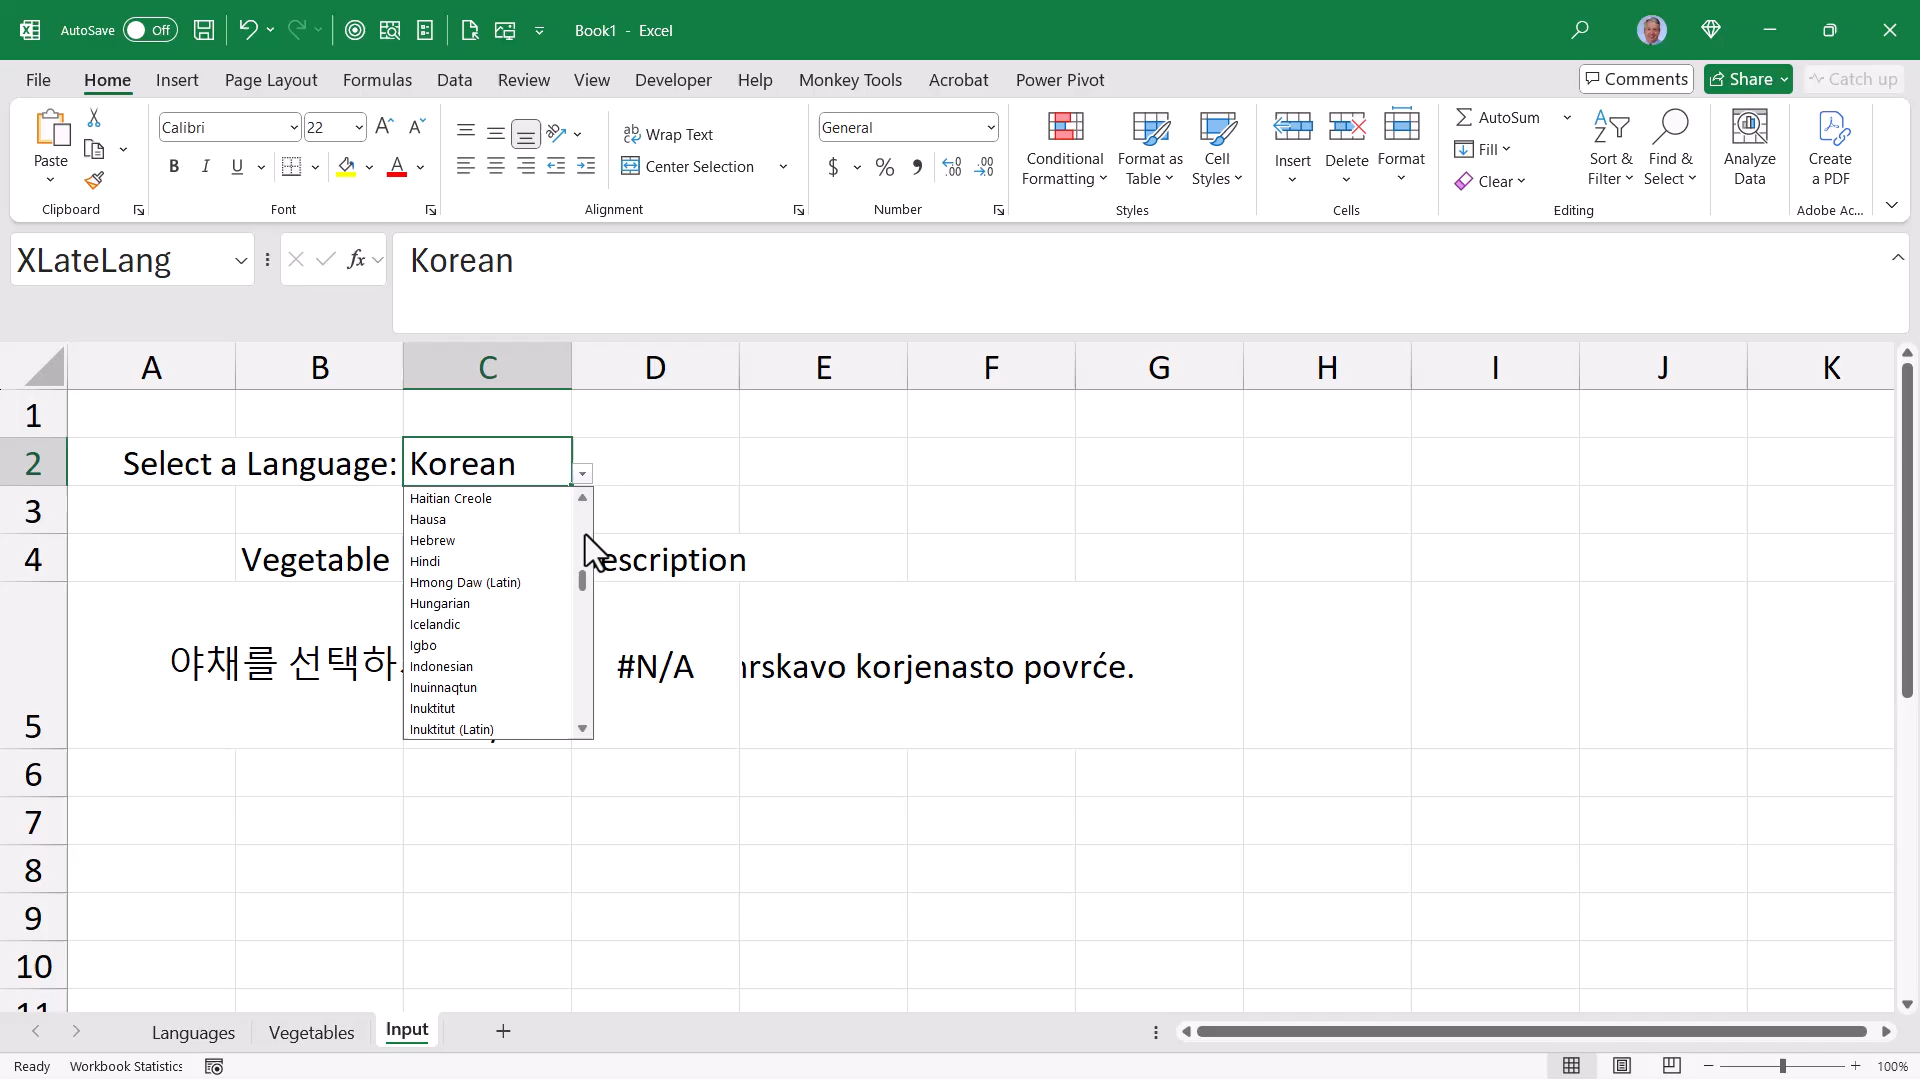 AutoSave Off Book1 - Excel
File Home Insert Page Layout Formulas Data Review View Developer Help Monkey Tools Acrobat Power Pivot Comments Share Catch up
Calibri 22 Wrap Text General AutoSum
Paste B I U A Center Selection $ % Conditional Formatting Format as Table Cell Styles Insert Delete Format Fill Clear Sort & Filter Find & Select Analyze Data Create a PDF
Clipboard Font Alignment Number Styles Cells Editing Adobe Ac...
XLateLang fx Korean
A B C D E F G H I J K
1
2 Select a Language: Korean
3
4 Vegetable escription
5 야채를 선택하 #N/A rskavo korjenasto povrće.
Haitian Creole
Hausa
Hebrew
Hindi
Hmong Daw (Latin)
Hungarian
Icelandic
Igbo
Indonesian
Inuinnaqtun
Inuktitut
Inuktitut (Latin)
6
7
8
9
10
11
Languages Vegetables Input
Ready Workbook Statistics 100%